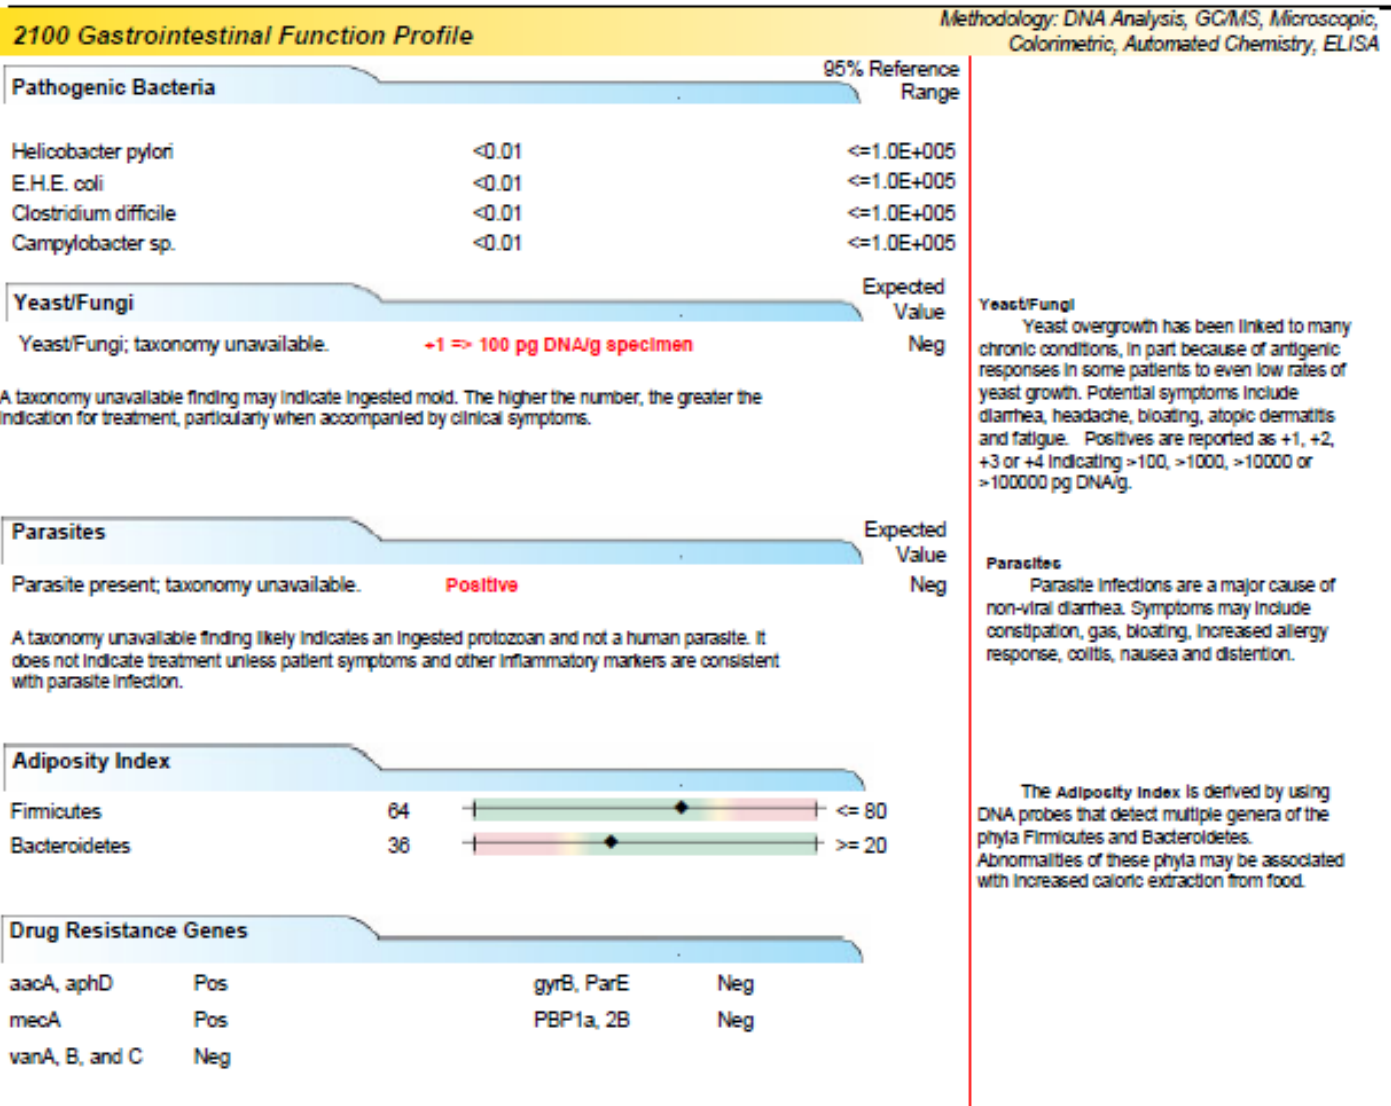 2100 Gastrointestinal Function Profile
Methodology: DNA Analysis, GC/MS, Microscopic,
Colorimetric, Automated Chemistry, ELISA
Pathogenic Bacteria
95% Reference
Range
Helicobacter pylori <0.01 <=1.0E+005
E.H.E. coli <0.01 <=1.0E+005
Clostridium difficile <0.01 <=1.0E+005
Campylobacter sp. <0.01 <=1.0E+005
Yeast/Fungi
Expected
Value
Yeast/Fungi; taxonomy unavailable. +1 => 100 pg DNA/g specimen Neg
A taxonomy unavailable finding may indicate ingested mold. The higher the number, the greater the
indication for treatment, particularly when accompanied by clinical symptoms.
Yeast/Fungi
Yeast overgrowth has been linked to many
chronic conditions, in part because of antigenic
responses in some patients to even low rates of
yeast growth. Potential symptoms include
diarrhea, headache, bloating, atopic dermatitis
and fatigue. Positives are reported as +1, +2,
+3 or +4 indicating >100, >1000, >10000 or
>100000 pg DNA/g.
Parasites
Expected
Value
Parasite present; taxonomy unavailable. Positive Neg
A taxonomy unavailable finding likely indicates an ingested protozoan and not a human parasite. It
does not indicate treatment unless patient symptoms and other inflammatory markers are consistent
with parasite infection.
Parasites
Parasite infections are a major cause of
non-viral diarrhea. Symptoms may include
constipation, gas, bloating, increased allergy
response, colitis, nausea and distention.
Adiposity Index
Firmicutes 64 <= 80
Bacteroidetes 36 >= 20
The Adiposity Index is derived by using
DNA probes that detect multiple genera of the
phyla Firmicutes and Bacteroidetes.
Abnormalities of these phyla may be associated
with increased caloric extraction from food.
Drug Resistance Genes
aacA, aphD Pos gyrB, ParE Neg
mecA Pos PBP1a, 2B Neg
vanA, B, and C Neg